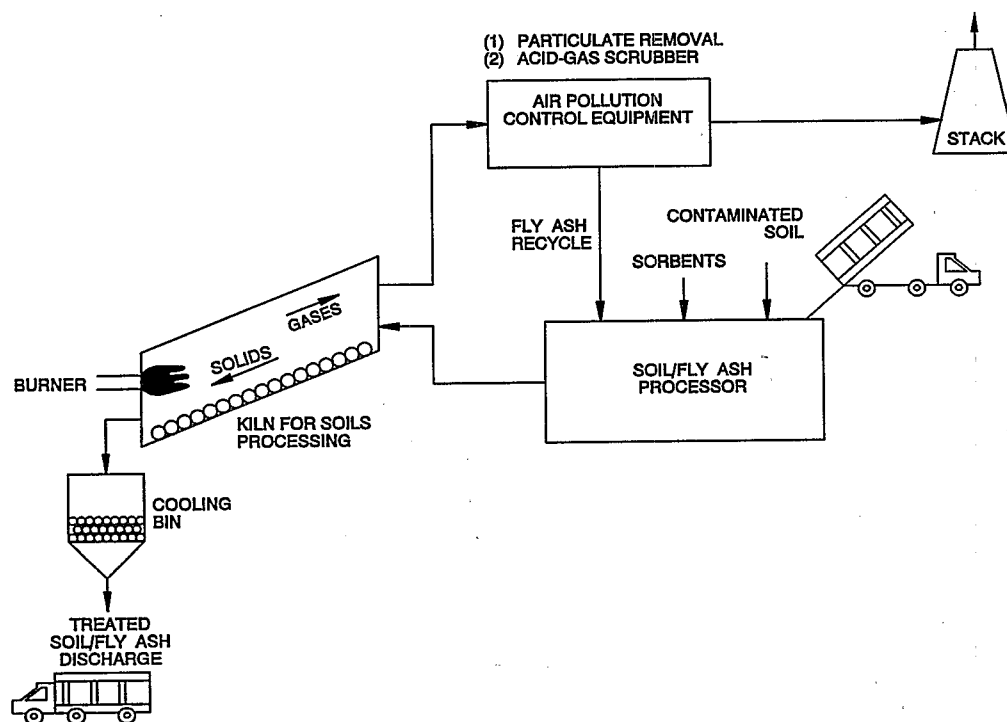 (1) PARTICULATE REMOVAL
(2) ACID-GAS SCRUBBER
AIR POLLUTION
CONTROL EQUIPMENT
STACK
FLY ASH
RECYCLE
CONTAMINATED
SOIL
SORBENTS
GASES
SOLIDS
BURNER
SOIL/FLY ASH
PROCESSOR
KILN FOR SOILS
PROCESSING
COOLING
BIN
TREATED
SOIL/FLY ASH
DISCHARGE